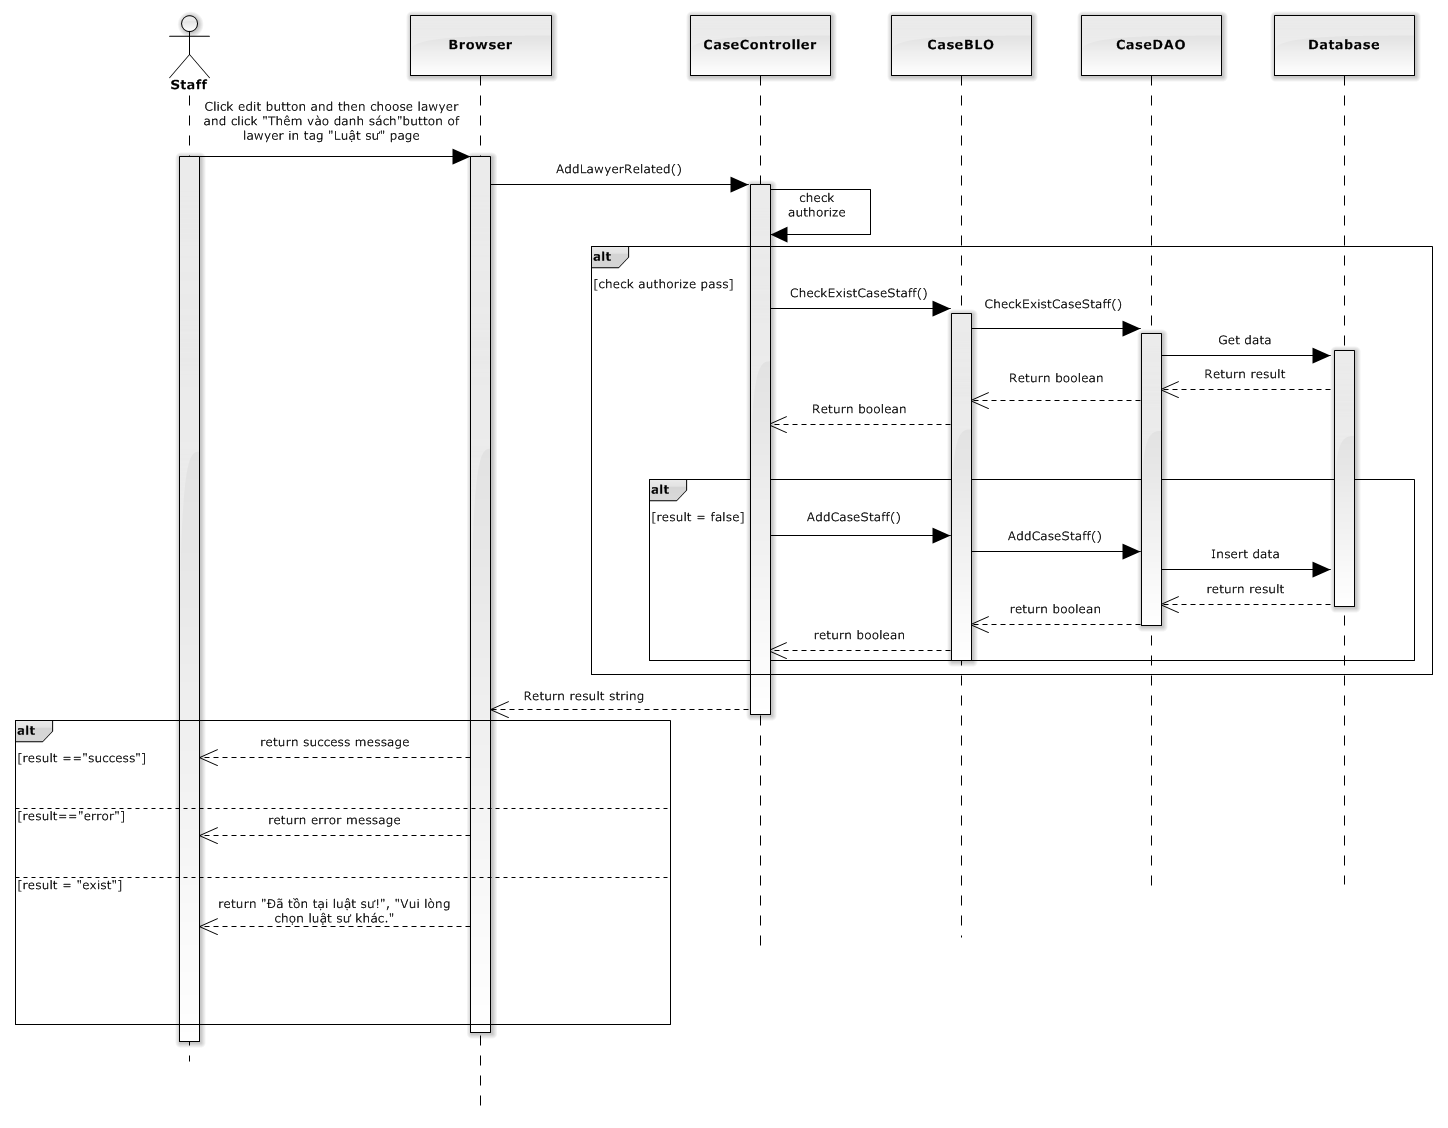 Staff
Browser
CaseController
CaseBLO
CaseDAO
Database
Click edit button and then choose lawyer
and click "Thêm vào danh sách"button of
lawyer in tag "Luật sư" page
AddLawyerRelated()
check
authorize
alt
[check authorize pass]
CheckExistCaseStaff()
CheckExistCaseStaff()
Get data
Return result
Return boolean
Return boolean
alt
[result = false]
AddCaseStaff()
AddCaseStaff()
Insert data
return result
return boolean
return boolean
Return result string
alt
return success message
[result =="success"]
[result=="error"]
return error message
[result = "exist"]
return "Đã tồn tại luật sư!", "Vui lòng
chọn luật sư khác."